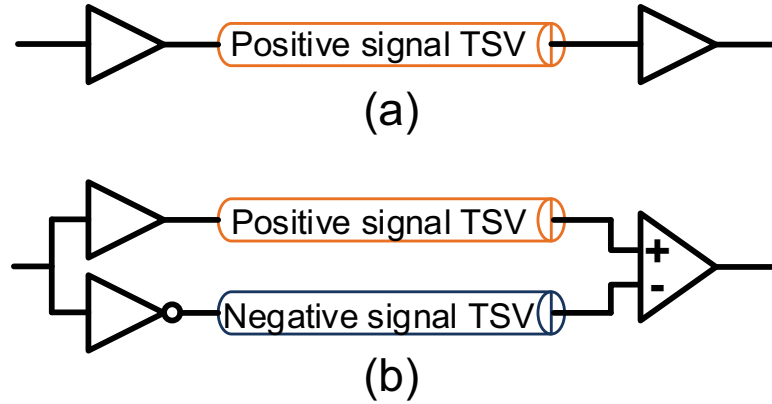 Positive signal TSV
(a)
Positive signal TSV
+
-
Negative signal TSV
(b)